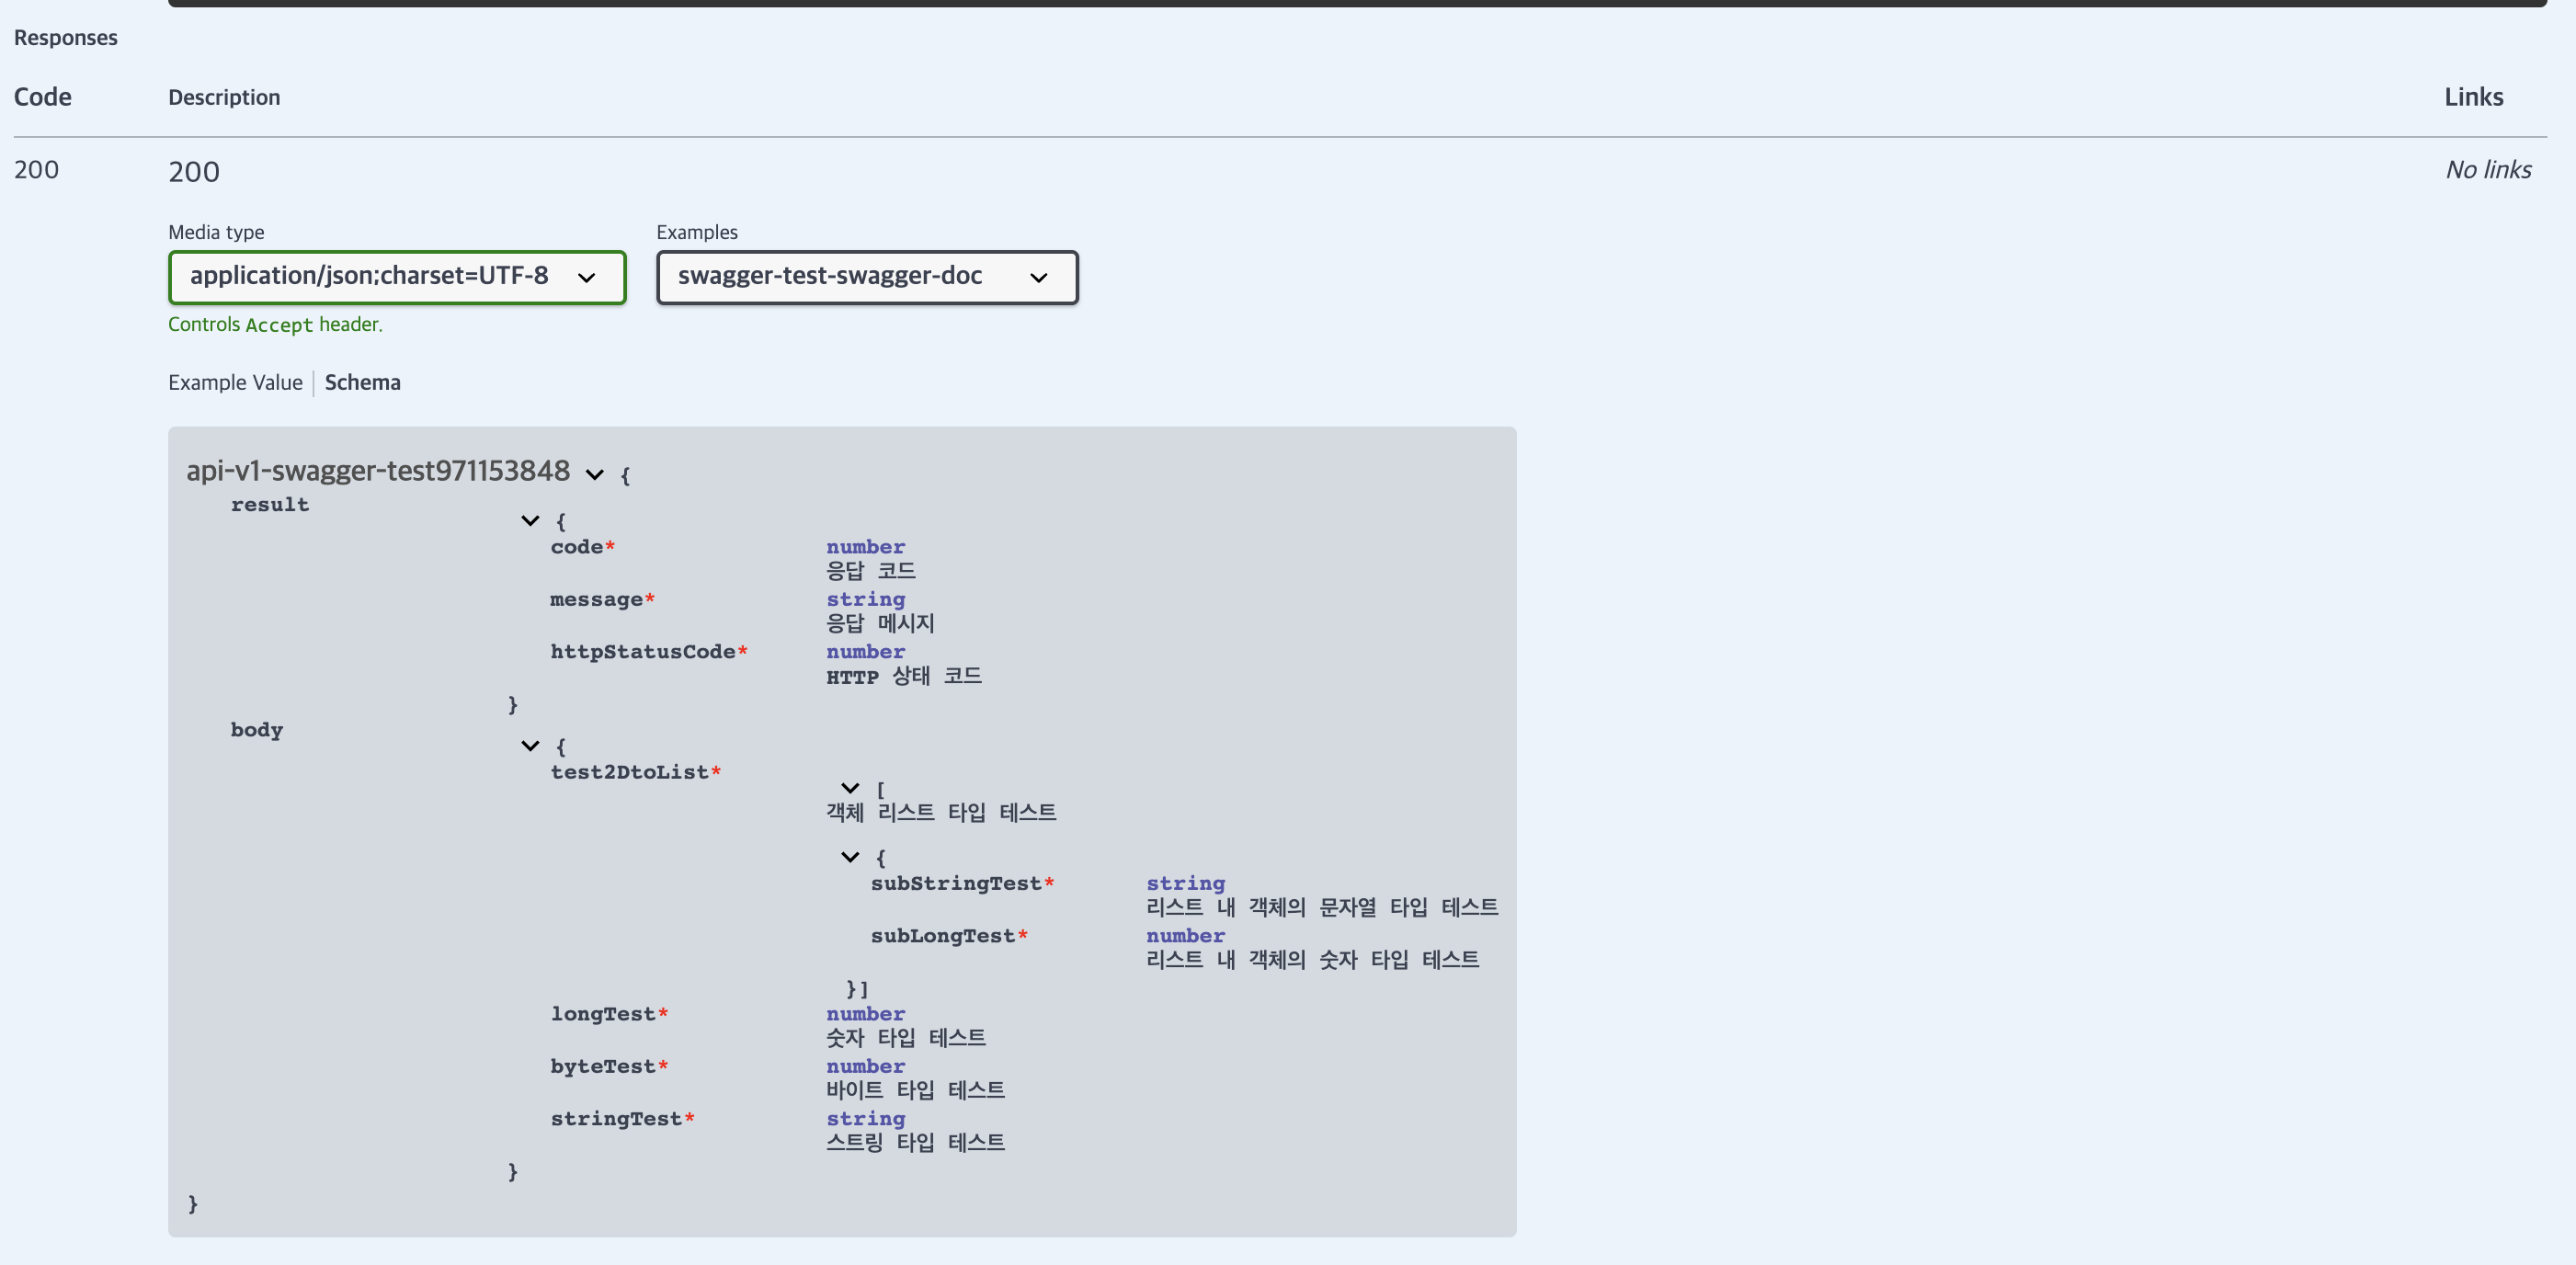 Responses
Code Description Links
200 200 No links
Media type Examples
application/json;charset=UTF-8 swagger-test-swagger-doc
Controls Accept header.
Example Value Schema
api-v1-swagger-test971153848 {
result
{
code* number
응답 코드
message* string
응답 메시지
httpStatusCode* number
HTTP 상태 코드
}
body
{
test2DtoList*
[
객체 리스트 타입 테스트
{
subStringTest* string
리스트 내 객체의 문자열 타입 테스트
subLongTest* number
리스트 내 객체의 숫자 타입 테스트
}]
longTest* number
숫자 타입 테스트
byteTest* number
바이트 타입 테스트
stringTest* string
스트링 타입 테스트
}
}